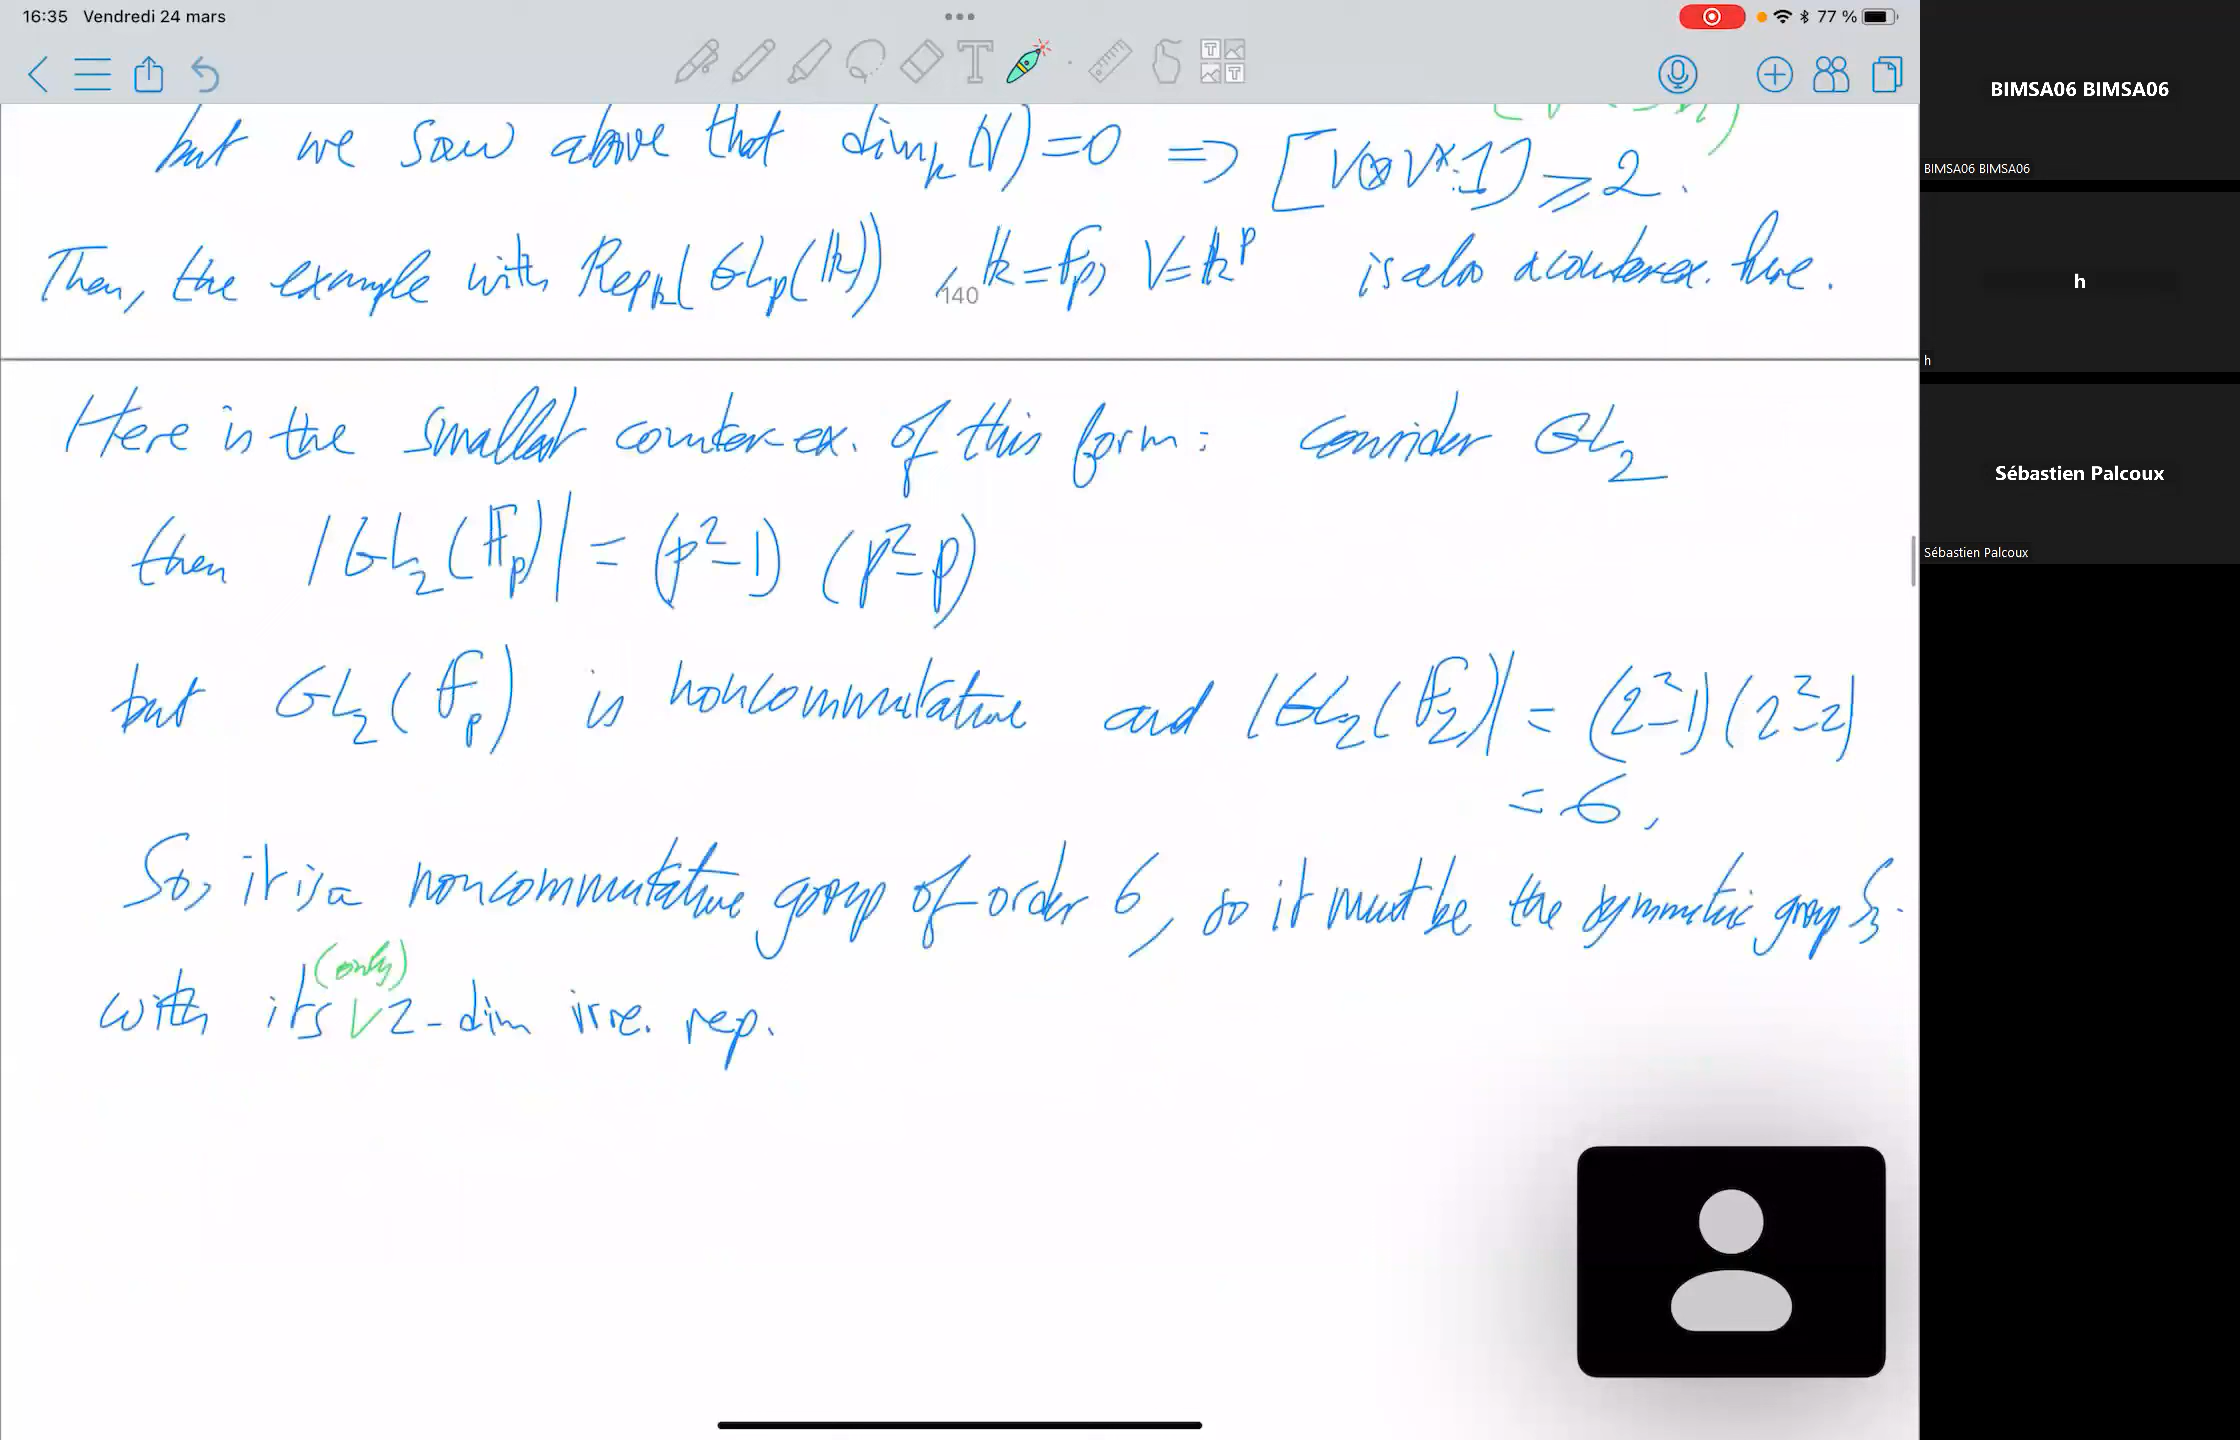 16:35 Vendredi 24 mars
77 %
but we saw above that dim_k(V)=0 => [V⊗V*:1] ⩾ 2.
Then, the example with Rep_k(GL_p(k)), k=F_p, V=k^p is also a counterex. here.
140
Here is the smallest counter-ex. of this form: consider GL_2
then |GL_2(F_p)| = (p^2-1) (p^2-p)
but GL_2(F_p) is noncommutative and |GL_2(F_2)| = (2^2-1)(2^2-2)
= 6,
So, it is a noncommutative group of order 6, so it must be the symmetric group S_3.
(only)
with its V 2-dim irre. rep.
BIMSA06 BIMSA06
BIMSA06 BIMSA06
h
h
Sébastien Palcoux
Sébastien Palcoux